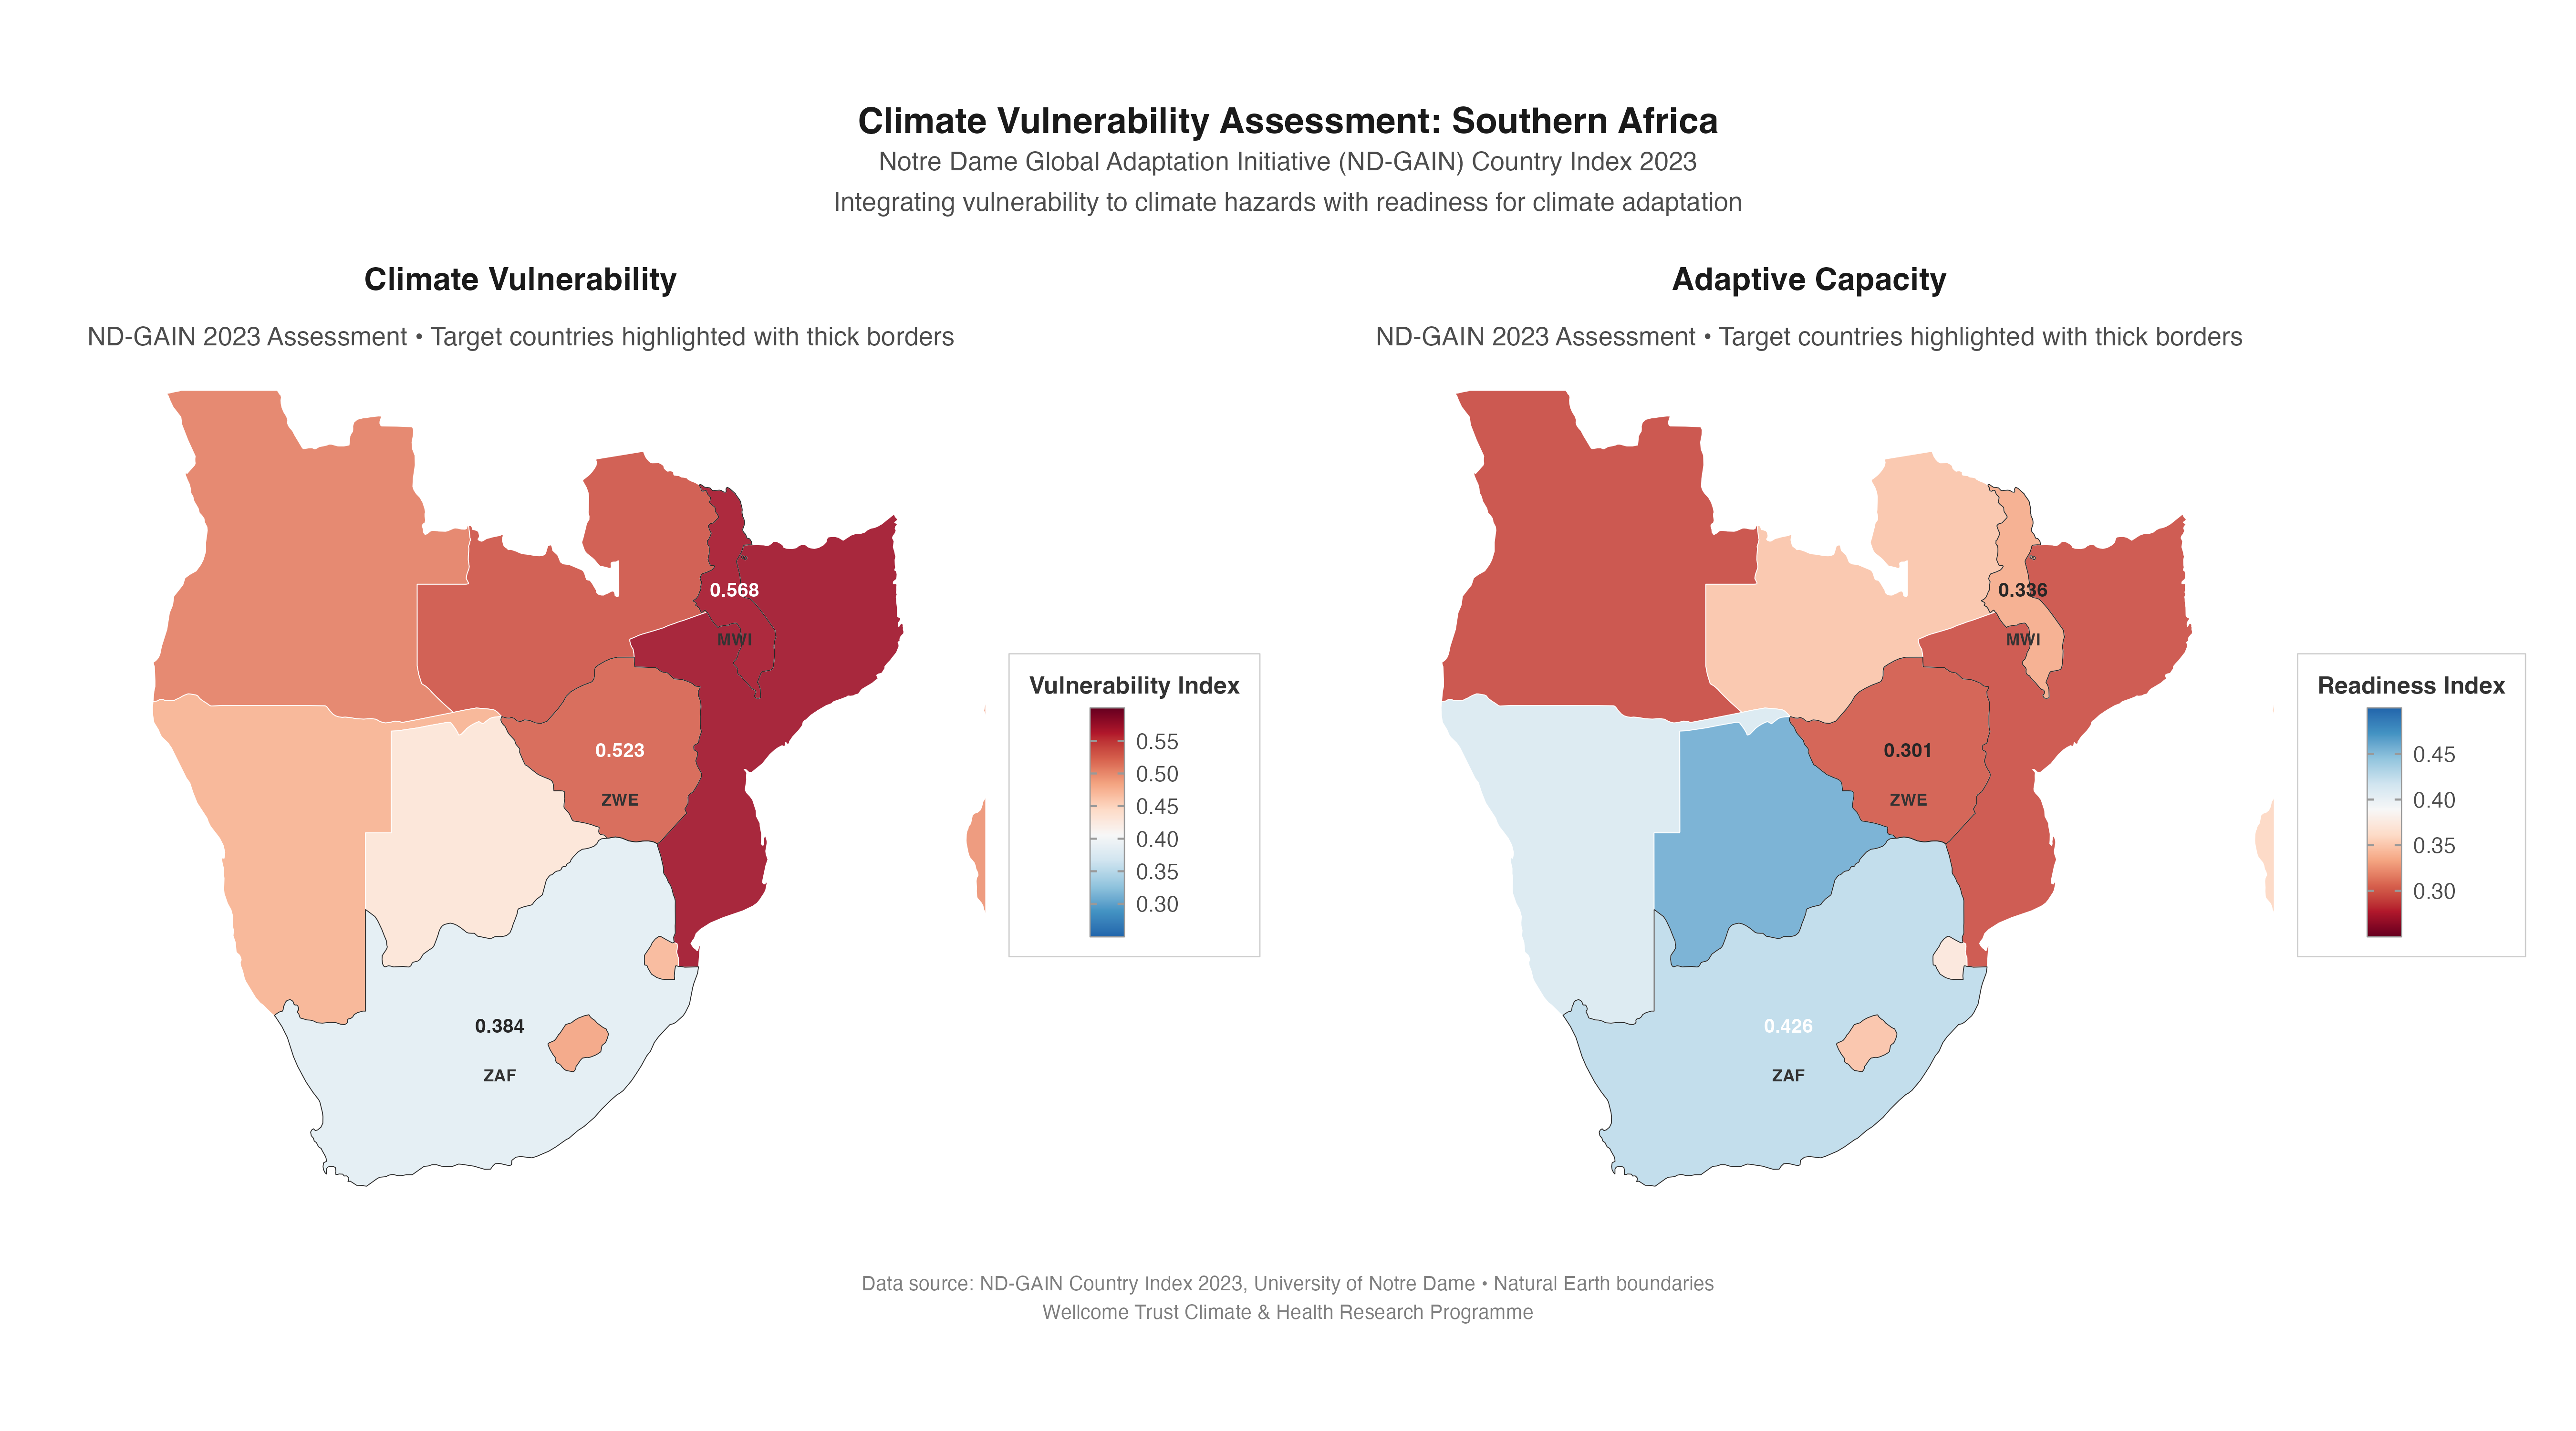 Climate Vulnerability Assessment: Southern Africa
Notre Dame Global Adaptation Initiative (ND-GAIN) Country Index 2023
Integrating vulnerability to climate hazards with readiness for climate adaptation
Climate Vulnerability
ND-GAIN 2023 Assessment • Target countries highlighted with thick borders
0.568
MWI
0.523
ZWE
0.384
ZAF
Vulnerability Index
0.55
0.50
0.45
0.40
0.35
0.30
Adaptive Capacity
ND-GAIN 2023 Assessment • Target countries highlighted with thick borders
0.336
MWI
0.301
ZWE
0.426
ZAF
Readiness Index
0.45
0.40
0.35
0.30
Data source: ND-GAIN Country Index 2023, University of Notre Dame • Natural Earth boundaries
Wellcome Trust Climate & Health Research Programme